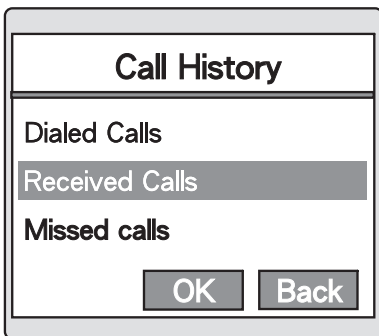 Call History
Dialed Calls
Received Calls
Missed calls
OK Back